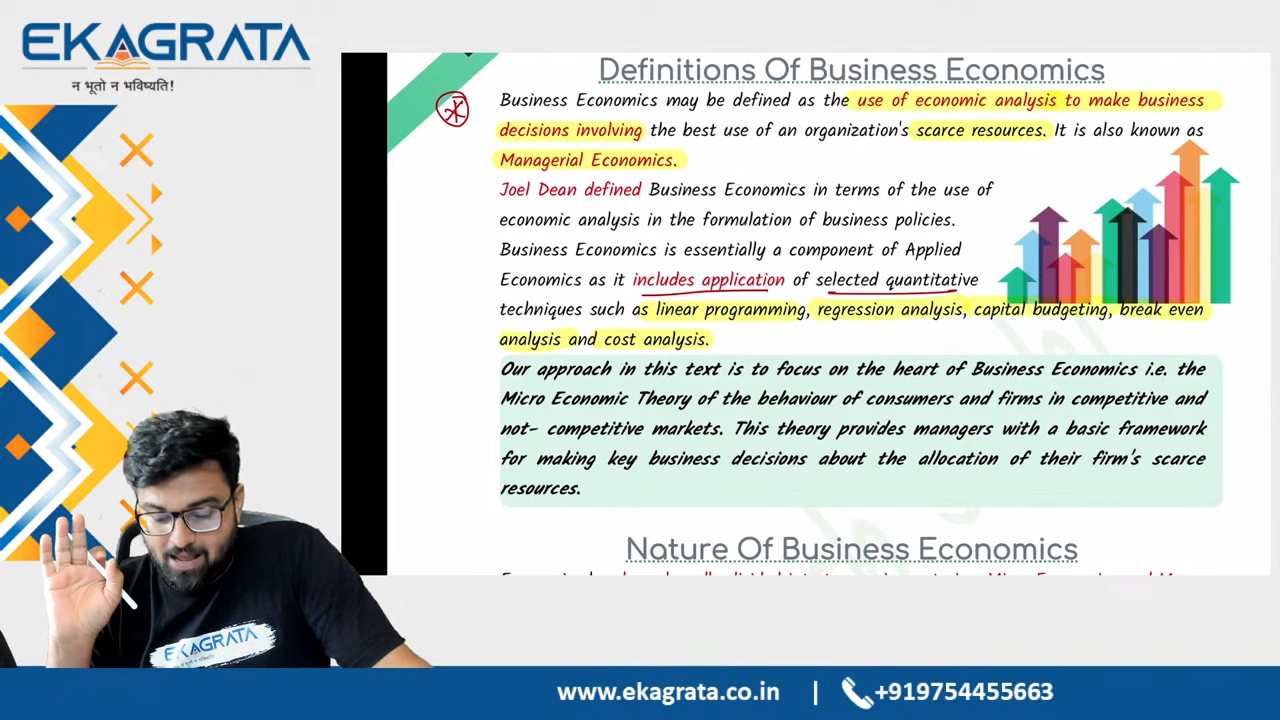 EKAGRATA
न भूतो न भविष्यति!
Definitions Of Business Economics
Business Economics may be defined as the use of economic analysis to make business
decisions involving the best use of an organization's scarce resources. It is also known as
Managerial Economics.
Joel Dean defined Business Economics in terms of the use of
economic analysis in the formulation of business policies.
Business Economics is essentially a component of Applied
Economics as it includes application of selected quantitative
techniques such as linear programming, regression analysis, capital budgeting, break even
analysis and cost analysis.
Our approach in this text is to focus on the heart of Business Economics i.e. the
Micro Economic Theory of the behaviour of consumers and firms in competitive and
not- competitive markets. This theory provides managers with a basic framework
for making key business decisions about the allocation of their firm's scarce
resources.
Nature Of Business Economics
EKAGRATA
www.ekagrata.co.in | +919754455663